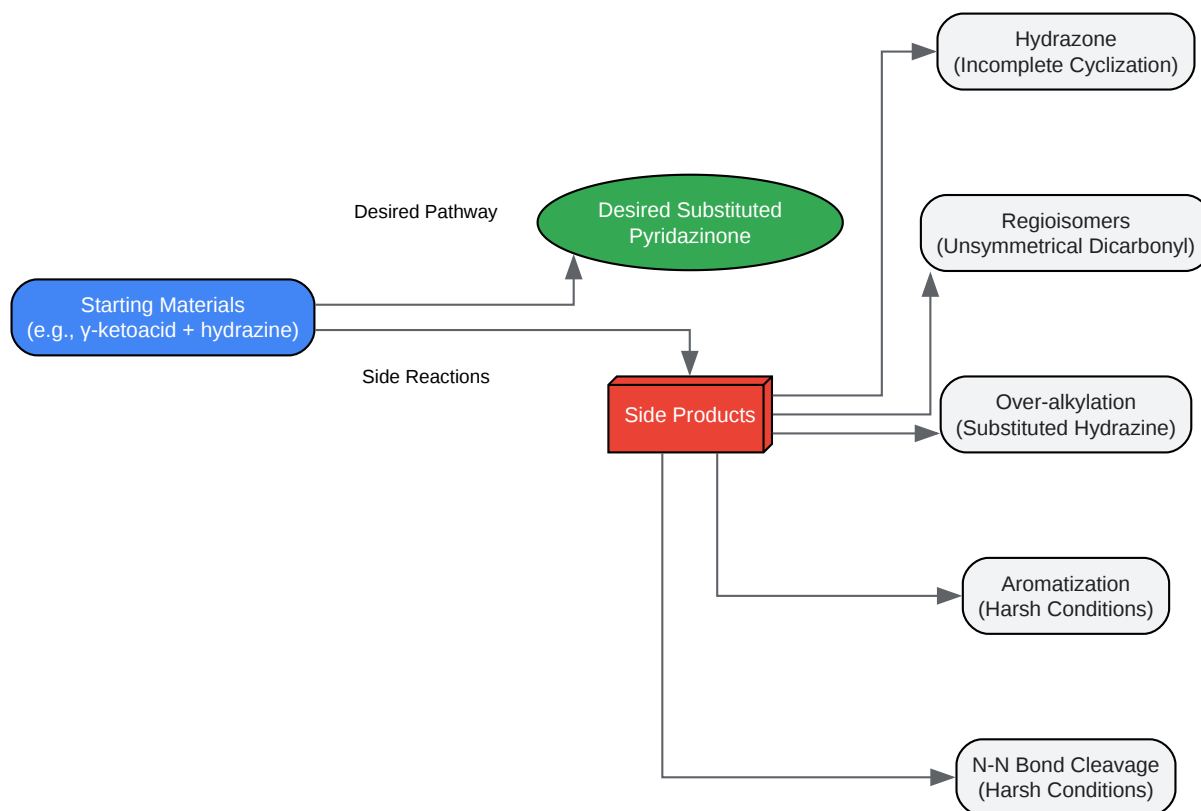 Hydrazone
(Incomplete Cyclization)
Desired Pathway
Desired Substituted
Pyridazinone
Regioisomers
(Unsymmetrical Dicarbonyl)
Starting Materials
(e.g., γ-ketoacid + hydrazine)
Side Reactions
Side Products
Over-alkylation
(Substituted Hydrazine)
Aromatization
(Harsh Conditions)
N-N Bond Cleavage
(Harsh Conditions)